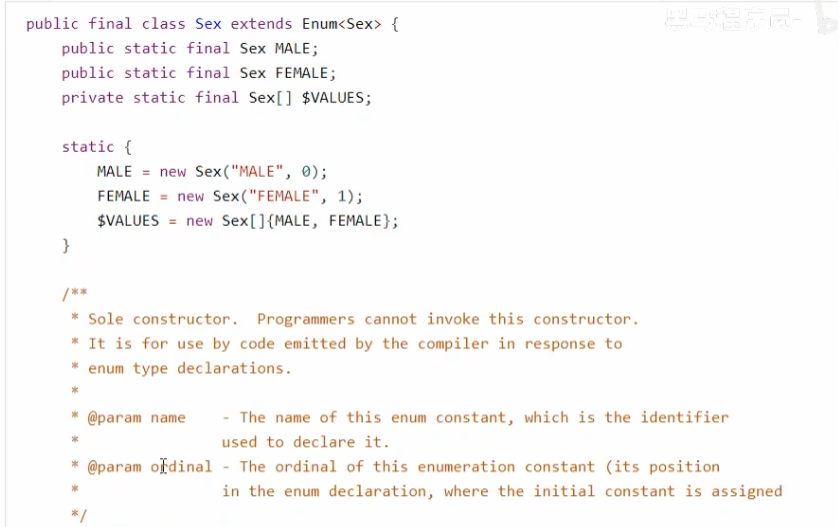 public final class Sex extends Enum<Sex> {
    public static final Sex MALE;
    public static final Sex FEMALE;
    private static final Sex[] $VALUES;
    static {
        MALE = new Sex("MALE", 0);
        FEMALE = new Sex("FEMALE", 1);
        $VALUES = new Sex[]{MALE, FEMALE};
    }
    /**
     * Sole constructor.  Programmers cannot invoke this constructor.
     * It is for use by code emitted by the compiler in response to
     * enum type declarations.
     *
     * @param name    - The name of this enum constant, which is the identifier
     *                used to declare it.
     * @param ordinal - The ordinal of this enumeration constant (its position
     *                in the enum declaration, where the initial constant is assigned
     */